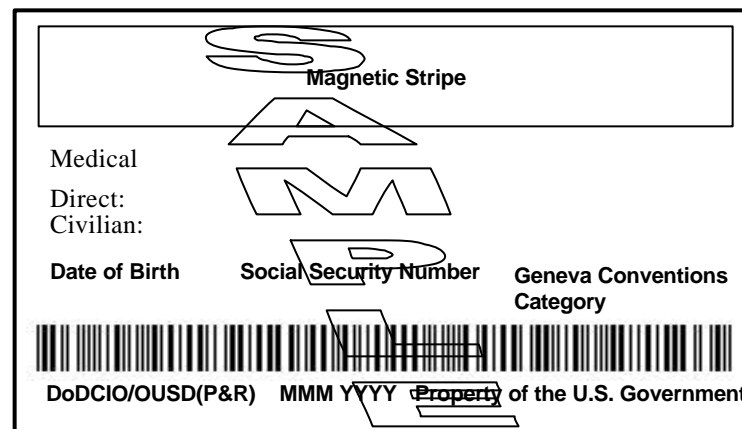 Magnetic Stripe
Medical
Direct:
Civilian:
Date of Birth Social Security Number Geneva Conventions
Category
DoDCIO/OUSD(P&R) MMM YYYY Property of the U.S. Government
SAMPLE